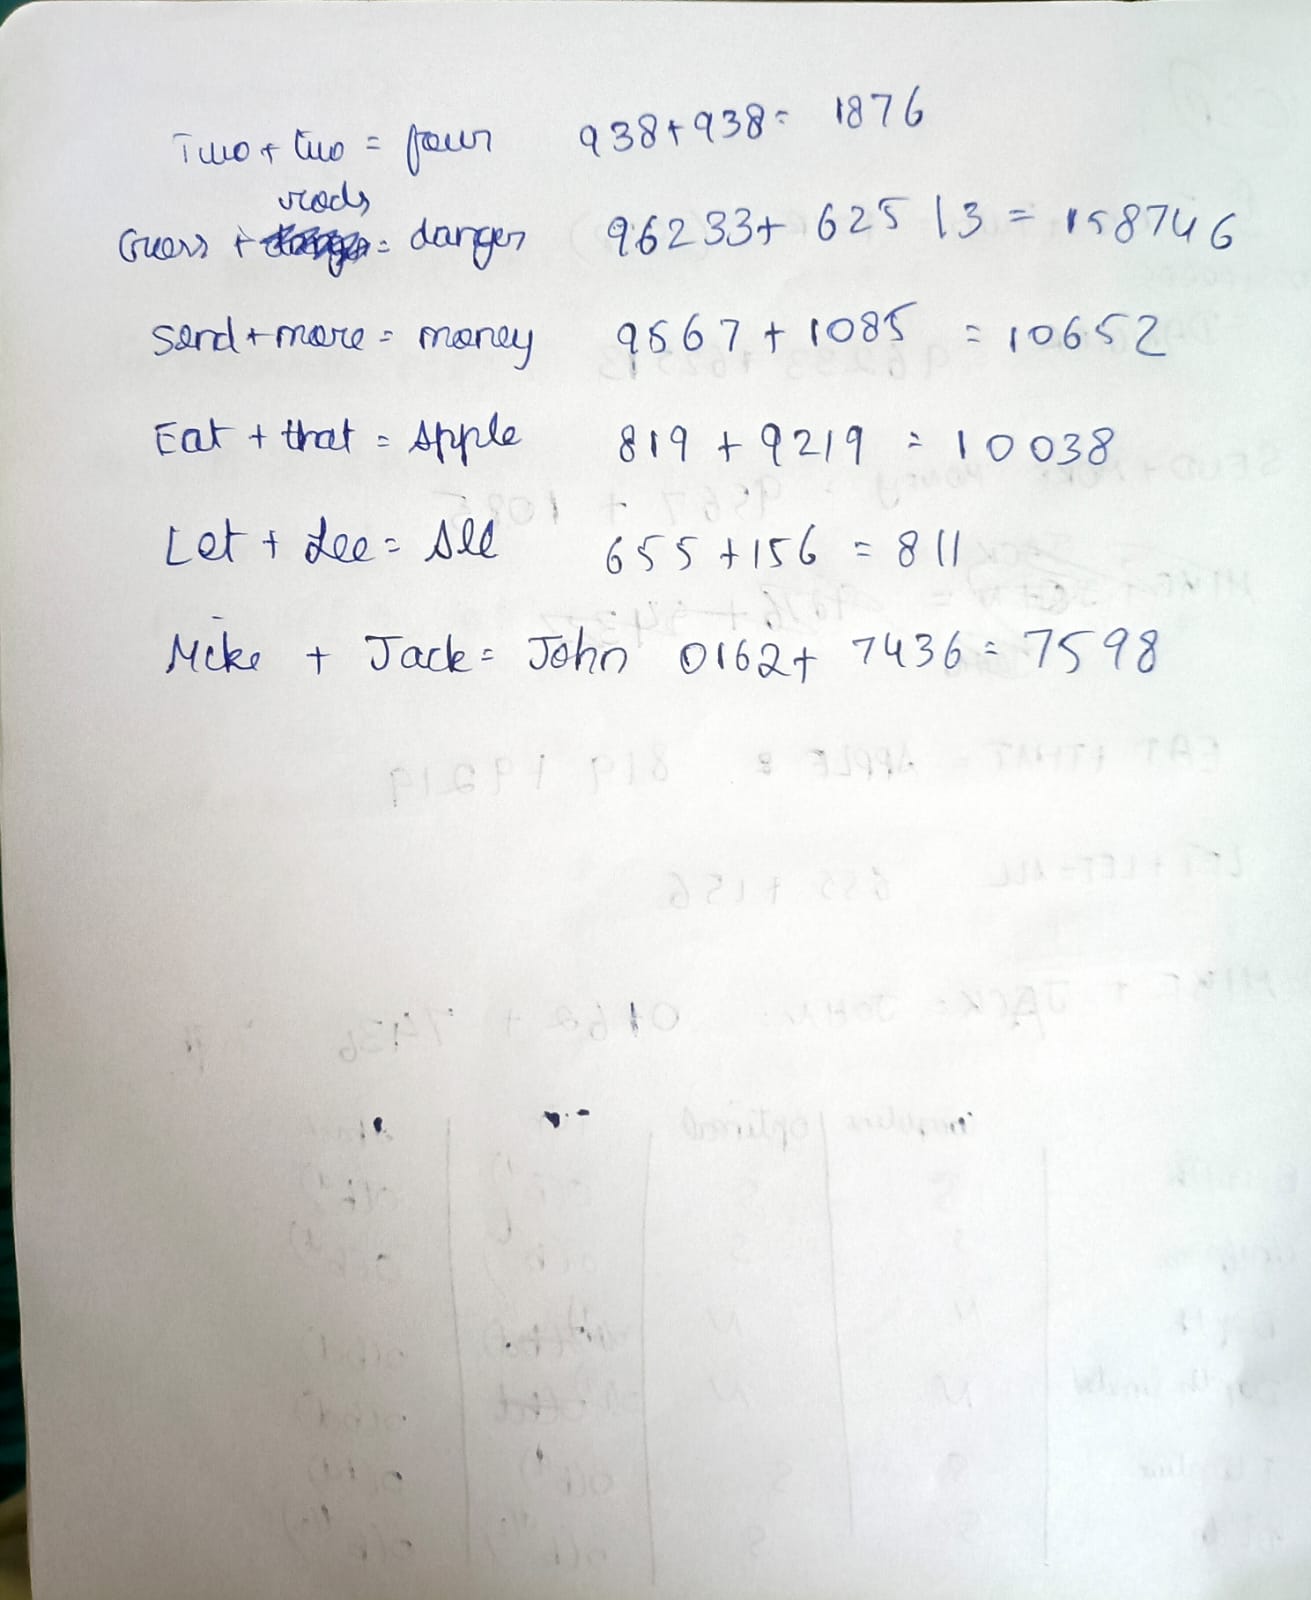 Two + two = four 938 + 938 = 1876
roads
Guess + = danger 96233 + 62513 = 158746
Send + more = money 9567 + 1085 = 10652
Eat + that = Apple 819 + 9219 = 10038
Let + Lee = All 655 + 156 = 811
Mike + Jack = John 0162 + 7436 = 7598